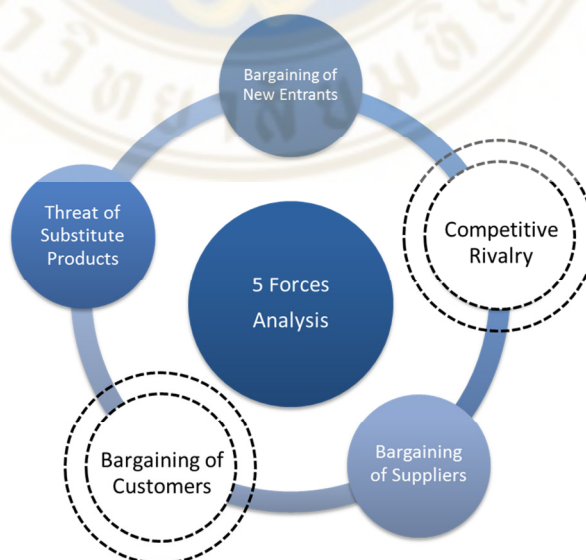 Bargaining of
New Entrants
Threat of
Substitute
Products
Competitive
Rivalry
5 Forces
Analysis
Bargaining of
Customers
Bargaining
of Suppliers